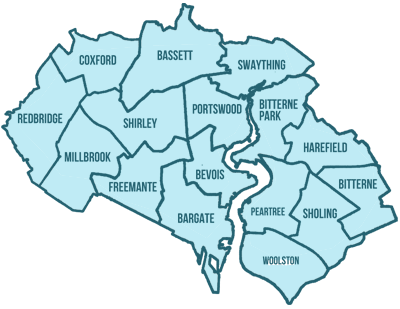 BASSETT
COXFORD
SWAYTHING
PORTSWOOD
BITTERNE
PARK
REDBRIDGE
SHIRLEY
HAREFIELD
MILLBROOK
BEVOIS
FREEMANTE
BITTERNE
BARGATE
PEARTREE
SHOLING
WOOLSTON